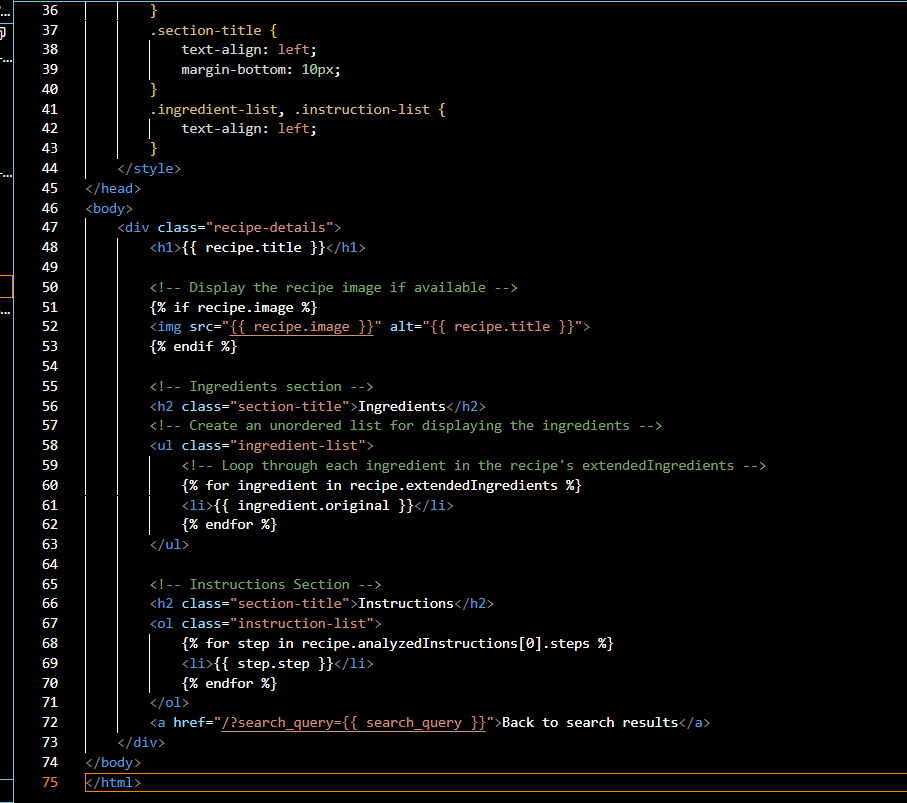 36 }
37 .section-title {
38 text-align: left;
39 margin-bottom: 10px;
40 }
41 .ingredient-list, .instruction-list {
42 text-align: left;
43 }
44 </style>
45 </head>
46 <body>
47 <div class="recipe-details">
48 <h1>{{ recipe.title }}</h1>
49
50 <!-- Display the recipe image if available -->
51 {% if recipe.image %}
52 <img src="{{ recipe.image }}" alt="{{ recipe.title }}">
53 {% endif %}
54
55 <!-- Ingredients section -->
56 <h2 class="section-title">Ingredients</h2>
57 <!-- Create an unordered list for displaying the ingredients -->
58 <ul class="ingredient-list">
59 <!-- Loop through each ingredient in the recipe's extendedIngredients -->
60 {% for ingredient in recipe.extendedIngredients %}
61 <li>{{ ingredient.original }}</li>
62 {% endfor %}
63 </ul>
64
65 <!-- Instructions Section -->
66 <h2 class="section-title">Instructions</h2>
67 <ol class="instruction-list">
68 {% for step in recipe.analyzedInstructions[0].steps %}
69 <li>{{ step.step }}</li>
70 {% endfor %}
71 </ol>
72 <a href="/?search_query={{ search_query }}">Back to search results</a>
73 </div>
74 </body>
75 </html>